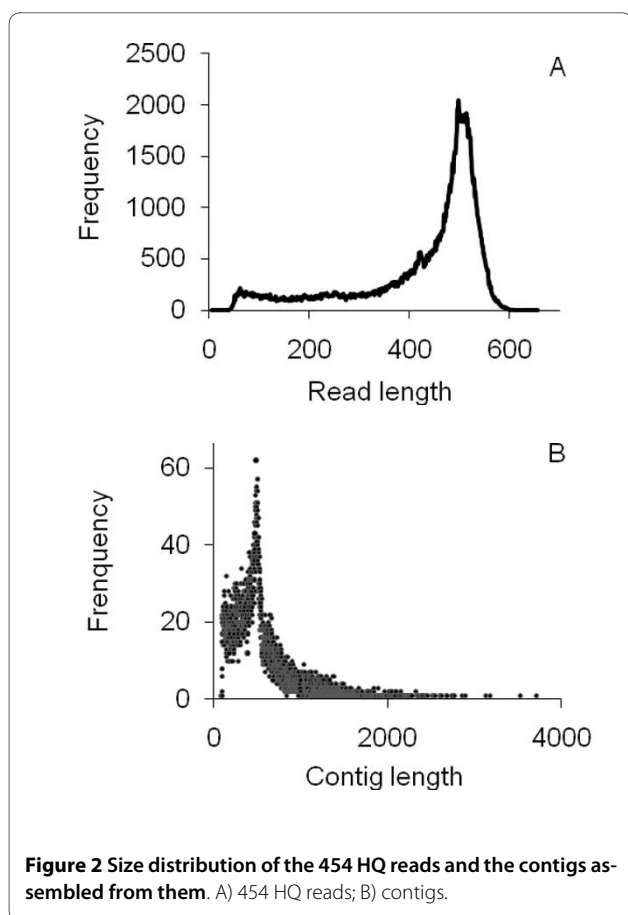 A
2500
2000
1500
1000
500
0
Frequency
0 200 400 600
Read length
B
60
40
20
0
Frenquency
0 2000 4000
Contig length
Figure 2 Size distribution of the 454 HQ reads and the contigs as-
sembled from them. A) 454 HQ reads; B) contigs.